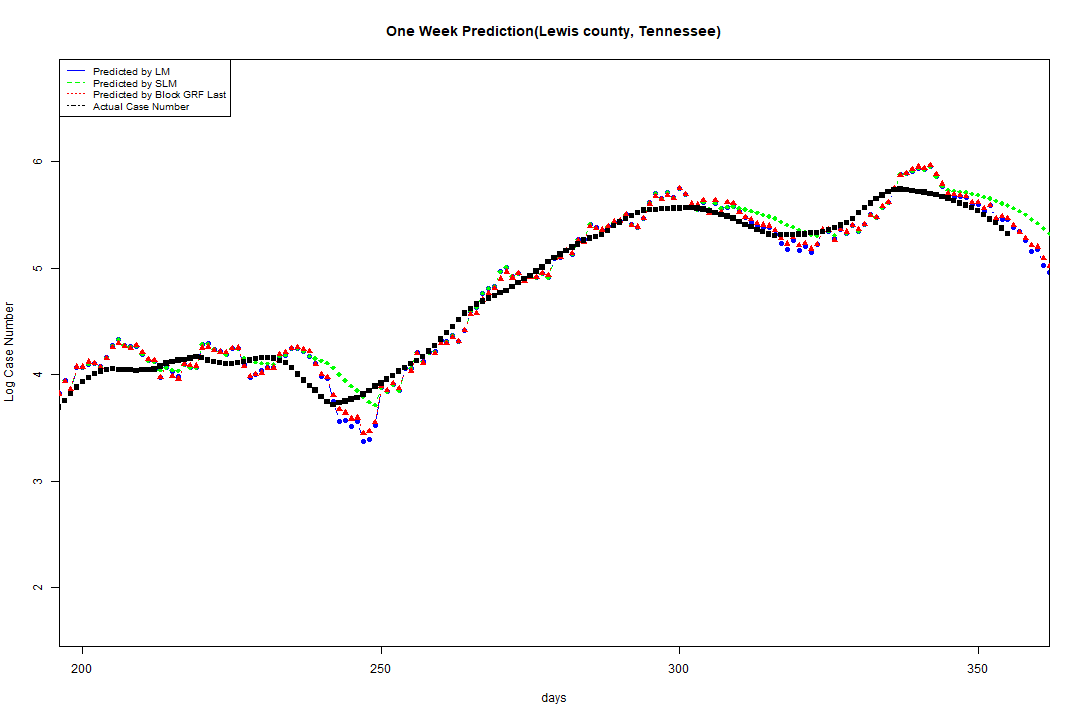 One Week Prediction(Lewis county, Tennessee)
Predicted by LM
Predicted by SLM
Predicted by Block GRF Last
Actual Case Number
6
5
4
3
2
Log Case Number
200
250
300
350
days